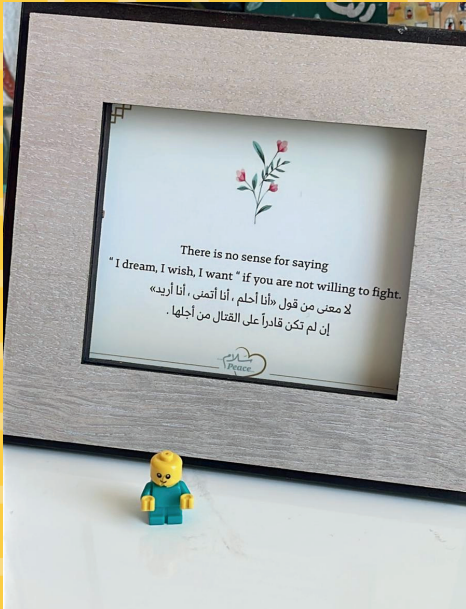 There is no sense for saying
“ I dream, I wish, I want “ if you are not willing to fight.
لا معنى من قول «أنا أحلم ، أنا أتمنى ، أنا أريد»
إن لم تكن قادراً على القتال من أجلها .
سلام
Peace